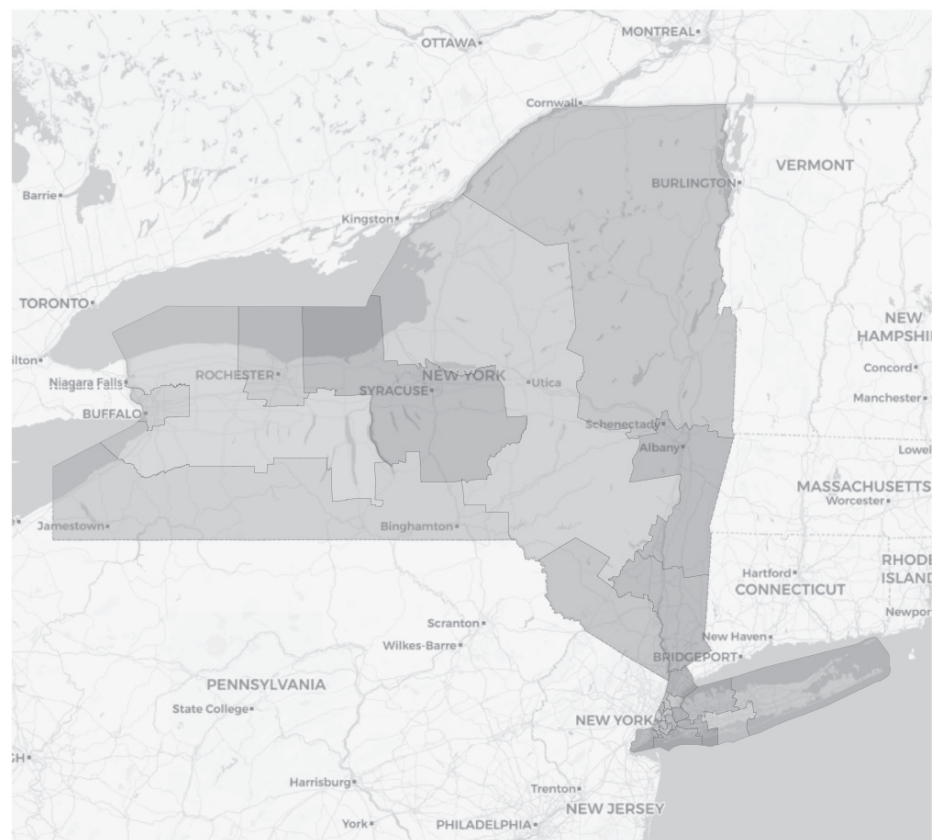 MONTREAL
OTTAWA
Cornwall
VERMONT
BURLINGTON
Barrie
Kingston
TORONTO
NEW
HAMPSHI
ilton
Concord
ROCHESTER
NEW YORK
Niagara Falls
Utica
SYRACUSE
Manchester
BUFFALO
Schenectady
Albany
Lowel
MASSACHUSETTS
Worcester
Jamestown
Binghamton
RHODE
ISLAND
Hartford
CONNECTICUT
Newpor
Scranton
New Haven
Wilkes-Barre
BRIDGEPORT
PENNSYLVANIA
State College
NEW YORK
GH
Harrisburg
Trenton
NEW JERSEY
York
PHILADELPHIA